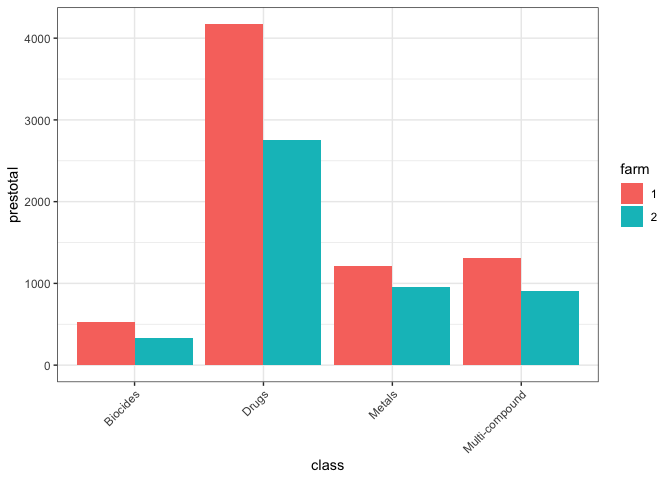 4000
3000
2000
1000
0
prestotal
Biocides
Drugs
Metals
Multi-compound
class
farm
1
2